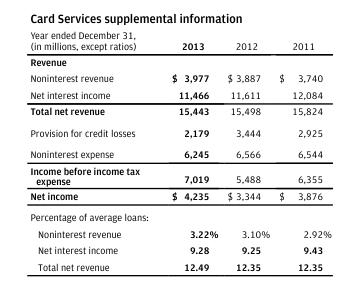 Card Services supplemental information
Year ended December 31,
(in millions, except ratios) 2013 2012 2011
Revenue
Noninterest revenue $ 3,977 $ 3,887 $ 3,740
Net interest income 11,466 11,611 12,084
Total net revenue 15,443 15,498 15,824
Provision for credit losses 2,179 3,444 2,925
Noninterest expense 6,245 6,566 6,544
Income before income tax
expense 7,019 5,488 6,355
Net income $ 4,235 $ 3,344 $ 3,876
Percentage of average loans:
Noninterest revenue 3.22% 3.10% 2.92%
Net interest income 9.28 9.25 9.43
Total net revenue 12.49 12.35 12.35